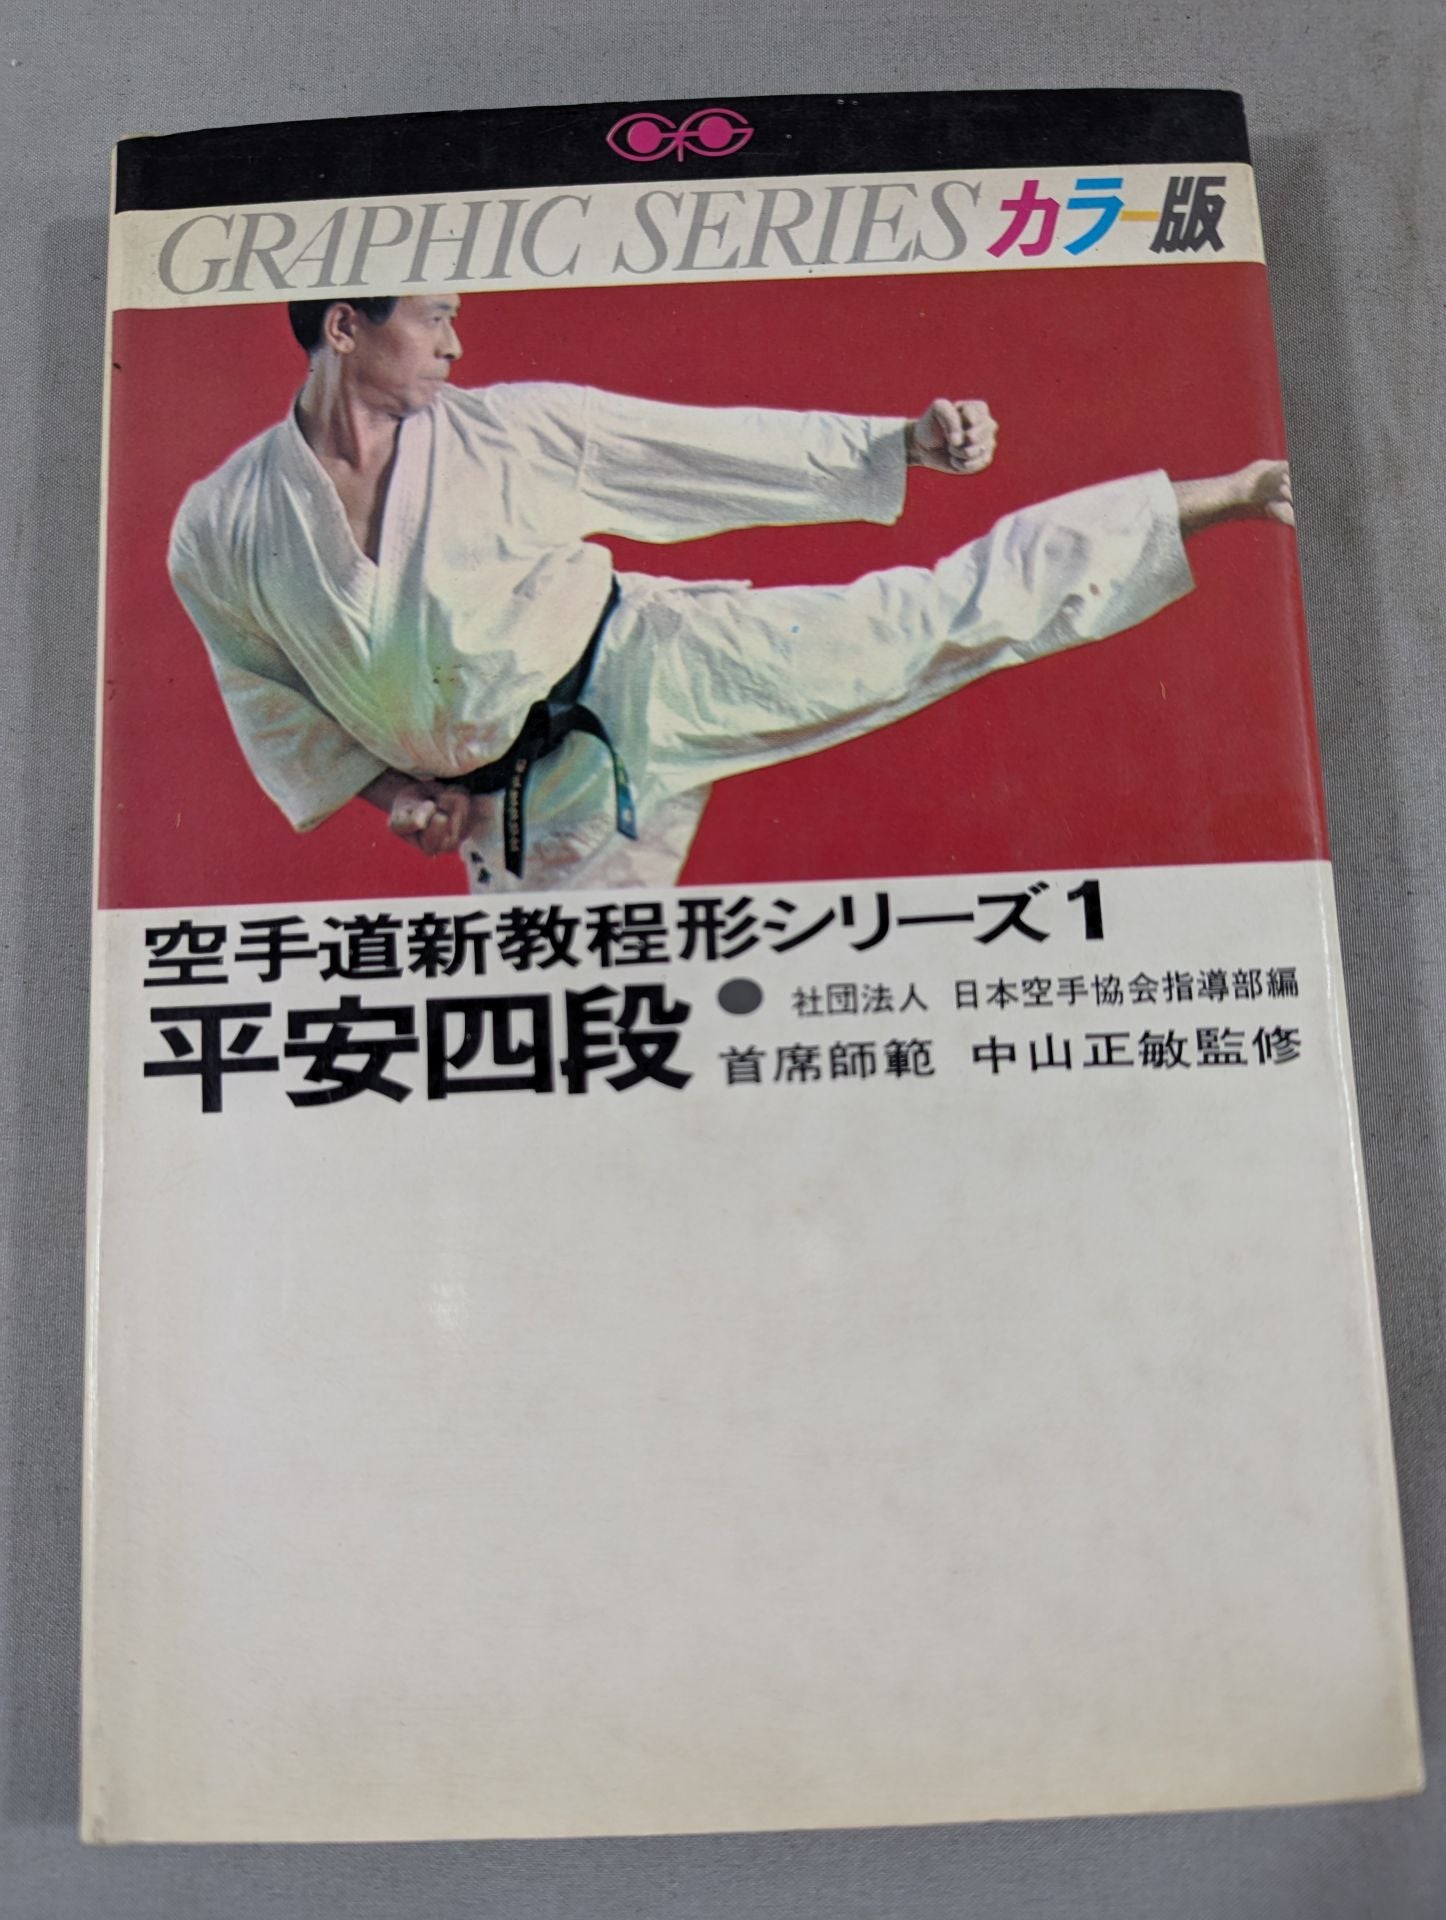 GRAPHIC SERIES カラー版
空手道新教程形シリーズ1
平安四段
● 社団法人 日本空手協会指導部編
首席師範 中山正敏監修